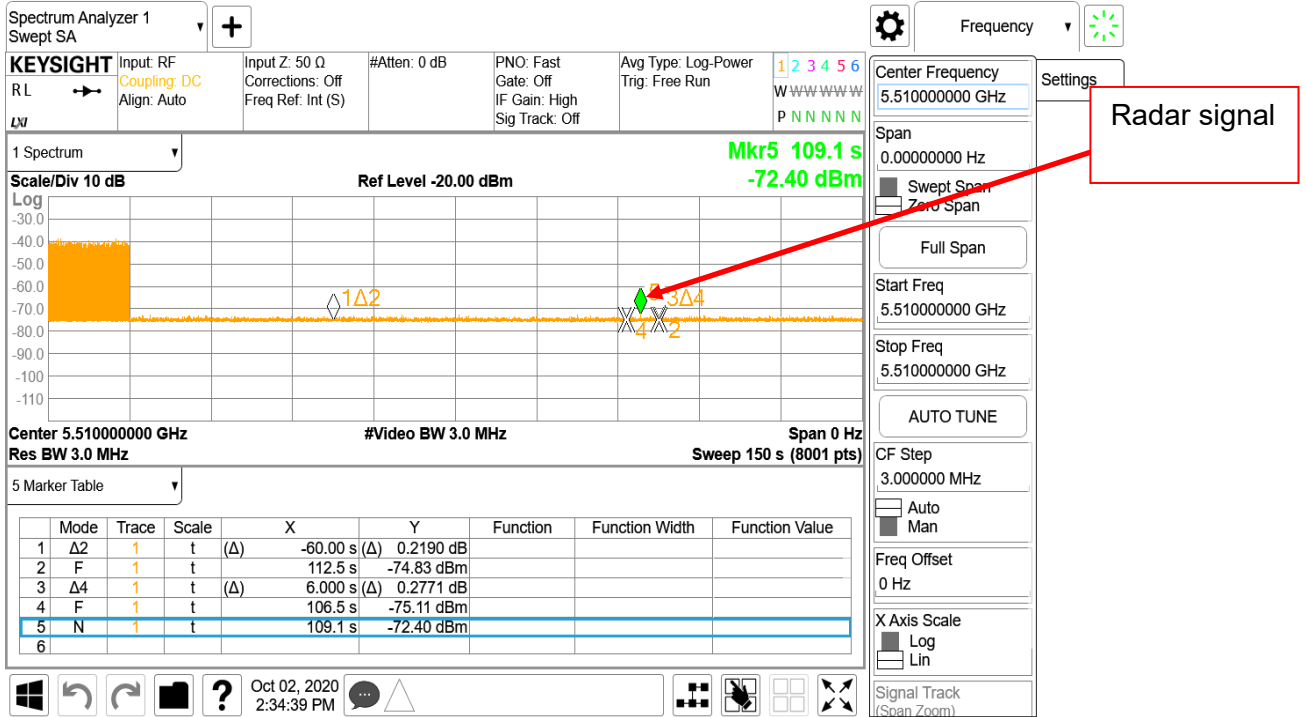 Spectrum Analyzer 1
Swept SA
+
Frequency
KEYSIGHT
RL
LXI
Input: RF
Coupling: DC
Align: Auto
Input Z: 50 Ω
Corrections: Off
Freq Ref: Int (S)
#Atten: 0 dB
PNO: Fast
Gate: Off
IF Gain: High
Sig Track: Off
Avg Type: Log-Power
Trig: Free Run
1 2 3 4 5 6
W W W W W W
P N N N N N
Center Frequency
5.510000000 GHz
Settings
Radar signal
1 Spectrum
Mkr5 109.1 s
-72.40 dBm
Scale/Div 10 dB
Ref Level -20.00 dBm
Log
-30.0
-40.0
-50.0
-60.0
-70.0
-80.0
-90.0
-100
-110
1Δ2
5
3Δ4
4
2
Center 5.510000000 GHz
#Video BW 3.0 MHz
Span 0 Hz
Res BW 3.0 MHz
Sweep 150 s (8001 pts)
Span
0.00000000 Hz
Swept Span
Zero Span
Full Span
Start Freq
5.510000000 GHz
Stop Freq
5.510000000 GHz
AUTO TUNE
CF Step
3.000000 MHz
Auto
Man
Freq Offset
0 Hz
X Axis Scale
Log
Lin
Signal Track
(Span Zoom)
5 Marker Table
Mode Trace Scale X Y Function Function Width Function Value
1 Δ2 1 t (Δ) -60.00 s (Δ) 0.2190 dB
2 F 1 t 112.5 s -74.83 dBm
3 Δ4 1 t (Δ) 6.000 s (Δ) 0.2771 dB
4 F 1 t 106.5 s -75.11 dBm
5 N 1 t 109.1 s -72.40 dBm
6
?
Oct 02, 2020
2:34:39 PM